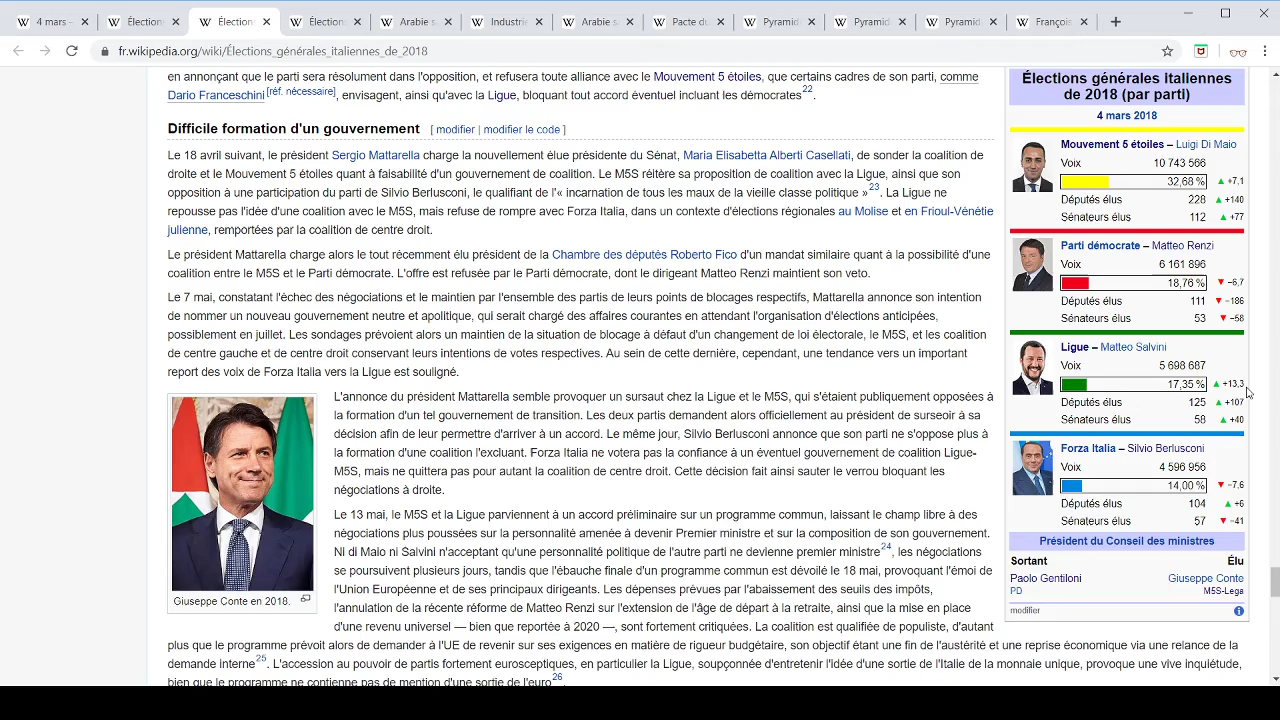 4 mars –
Élections
Élections
Élections
Arabie s
Industrie
Arabie sa
Pacte du
Pyramide
Pyramide
Pyramide
François
fr.wikipedia.org/wiki/Élections_générales_italiennes_de_2018
en annonçant que le parti sera résolument dans l'opposition, et refusera toute alliance avec le Mouvement 5 étoiles, que certains cadres de son parti, comme
Dario Franceschini[réf. nécessaire], envisagent, ainsi qu'avec la Ligue, bloquant tout accord éventuel incluant les démocrates22.
Difficile formation d'un gouvernement [ modifier | modifier le code ]
Le 18 avril suivant, le président Sergio Mattarella charge la nouvellement élue présidente du Sénat, Maria Elisabetta Alberti Casellati, de sonder la coalition de
droite et le Mouvement 5 étoiles quant à faisabilité d'un gouvernement de coalition. Le M5S réitère sa proposition de coalition avec la Ligue, ainsi que son
opposition à une participation du parti de Silvio Berlusconi, le qualifiant de l'« incarnation de tous les maux de la vieille classe politique »23. La Ligue ne
repousse pas l'idée d'une coalition avec le M5S, mais refuse de rompre avec Forza Italia, dans un contexte d'élections régionales au Molise et en Frioul-Vénétie
julienne, remportées par la coalition de centre droit.
Le président Mattarella charge alors le tout récemment élu président de la Chambre des députés Roberto Fico d'un mandat similaire quant à la possibilité d'une
coalition entre le M5S et le Parti démocrate. L'offre est refusée par le Parti démocrate, dont le dirigeant Matteo Renzi maintient son veto.
Le 7 mai, constatant l'échec des négociations et le maintien par l'ensemble des partis de leurs points de blocages respectifs, Mattarella annonce son intention
de nommer un nouveau gouvernement neutre et apolitique, qui serait chargé des affaires courantes en attendant l'organisation d'élections anticipées,
possiblement en juillet. Les sondages prévoient alors un maintien de la situation de blocage à défaut d'un changement de loi électorale, le M5S, et les coalition
de centre gauche et de centre droit conservant leurs intentions de votes respectives. Au sein de cette dernière, cependant, une tendance vers un important
report des voix de Forza Italia vers la Ligue est souligné.
L'annonce du président Mattarella semble provoquer un sursaut chez la Ligue et le M5S, qui s'étaient publiquement opposées à
la formation d'un tel gouvernement de transition. Les deux partis demandent alors officiellement au président de surseoir à sa
décision afin de leur permettre d'arriver à un accord. Le même jour, Silvio Berlusconi annonce que son parti ne s'oppose plus à
la formation d'une coalition l'excluant. Forza Italia ne votera pas la confiance à un éventuel gouvernement de coalition Ligue-
M5S, mais ne quittera pas pour autant la coalition de centre droit. Cette décision fait ainsi sauter le verrou bloquant les
négociations à droite.
Le 13 mai, le M5S et la Ligue parviennent à un accord préliminaire sur un programme commun, laissant le champ libre à des
négociations plus poussées sur la personnalité amenée à devenir Premier ministre et sur la composition de son gouvernement.
Ni di Maio ni Salvini n'acceptant qu'une personnalité politique de l'autre parti ne devienne premier ministre24, les négociations
se poursuivent plusieurs jours, tandis que l'ébauche finale d'un programme commun est dévoilé le 18 mai, provoquant l'émoi de
l'Union Européenne et de ses principaux dirigeants. Les dépenses prévues par l'abaissement des seuils des impôts,
l'annulation de la récente réforme de Matteo Renzi sur l'extension de l'âge de départ à la retraite, ainsi que la mise en place
d'une revenu universel — bien que reportée à 2020 —, sont fortement critiquées. La coalition est qualifiée de populiste, d'autant
plus que le programme prévoit alors de demander à l'UE de revenir sur ses exigences en matière de rigueur budgétaire, son objectif étant une fin de l'austérité et une reprise économique via une relance de la
demande interne25. L'accession au pouvoir de partis fortement eurosceptiques, en particulier la Ligue, soupçonnée d'entretenir l'idée d'une sortie de l'Italie de la monnaie unique, provoque une vive inquiétude,
bien que le programme ne contienne pas de mention d'une sortie de l'euro26.
Giuseppe Conte en 2018.
Élections générales italiennes
de 2018 (par parti)
4 mars 2018
Mouvement 5 étoiles – Luigi Di Maio
Voix 10 743 566
32,68 % +7,1
Députés élus 228 +140
Sénateurs élus 112 +77
Parti démocrate – Matteo Renzi
Voix 6 161 896
18,76 % −6,7
Députés élus 111 −186
Sénateurs élus 53 −58
Ligue – Matteo Salvini
Voix 5 698 687
17,35 % +13,3
Députés élus 125 +107
Sénateurs élus 58 +40
Forza Italia – Silvio Berlusconi
Voix 4 596 956
14,00 % −7,6
Députés élus 104 +6
Sénateurs élus 57 −41
Président du Conseil des ministres
Sortant Élu
Paolo Gentiloni Giuseppe Conte
PD M5S-Lega
modifier